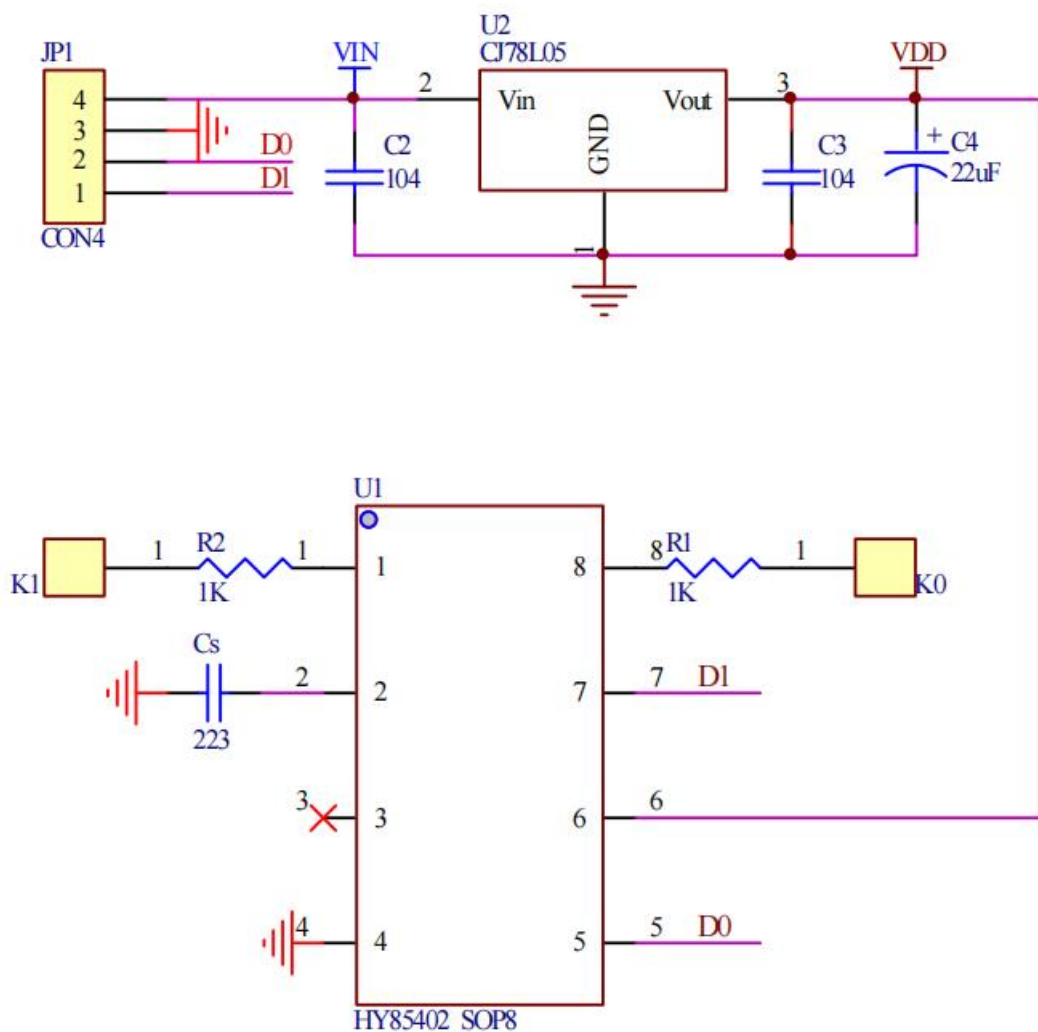 U2
CJ78L05
JP1
VIN
VDD
4
3
2
1
D0
D1
CON4
2
Vin
Vout
GND
3
1
C2
104
C3
104
+
C4
22uF
U1
K1
1
R2
1K
1
1
8
8
R1
1K
1
K0
Cs
223
2
2
7
7
D1
3
3
6
6
4
4
5
5
D0
HY85402 SOP8